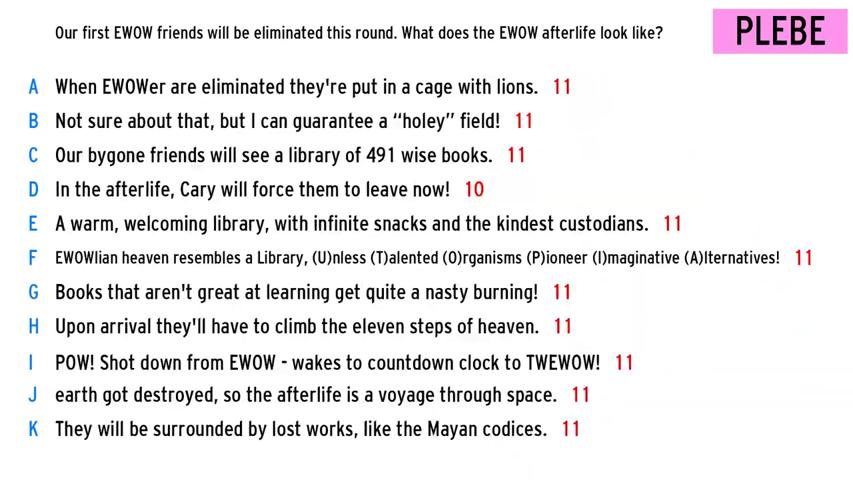 Our first EWOW friends will be eliminated this round. What does the EWOW afterlife look like?
PLEBE
A When EWOWer are eliminated they're put in a cage with lions. 11
B Not sure about that, but I can guarantee a “holey” field! 11
C Our bygone friends will see a library of 491 wise books. 11
D In the afterlife, Cary will force them to leave now! 10
E A warm, welcoming library, with infinite snacks and the kindest custodians. 11
F EWOWlian heaven resembles a Library, (U)nless (T)alented (O)rganisms (P)ioneer (I)maginative (A)lternatives! 11
G Books that aren't great at learning get quite a nasty burning! 11
H Upon arrival they'll have to climb the eleven steps of heaven. 11
I POW! Shot down from EWOW - wakes to countdown clock to TWEWOW! 11
J earth got destroyed, so the afterlife is a voyage through space. 11
K They will be surrounded by lost works, like the Mayan codices. 11